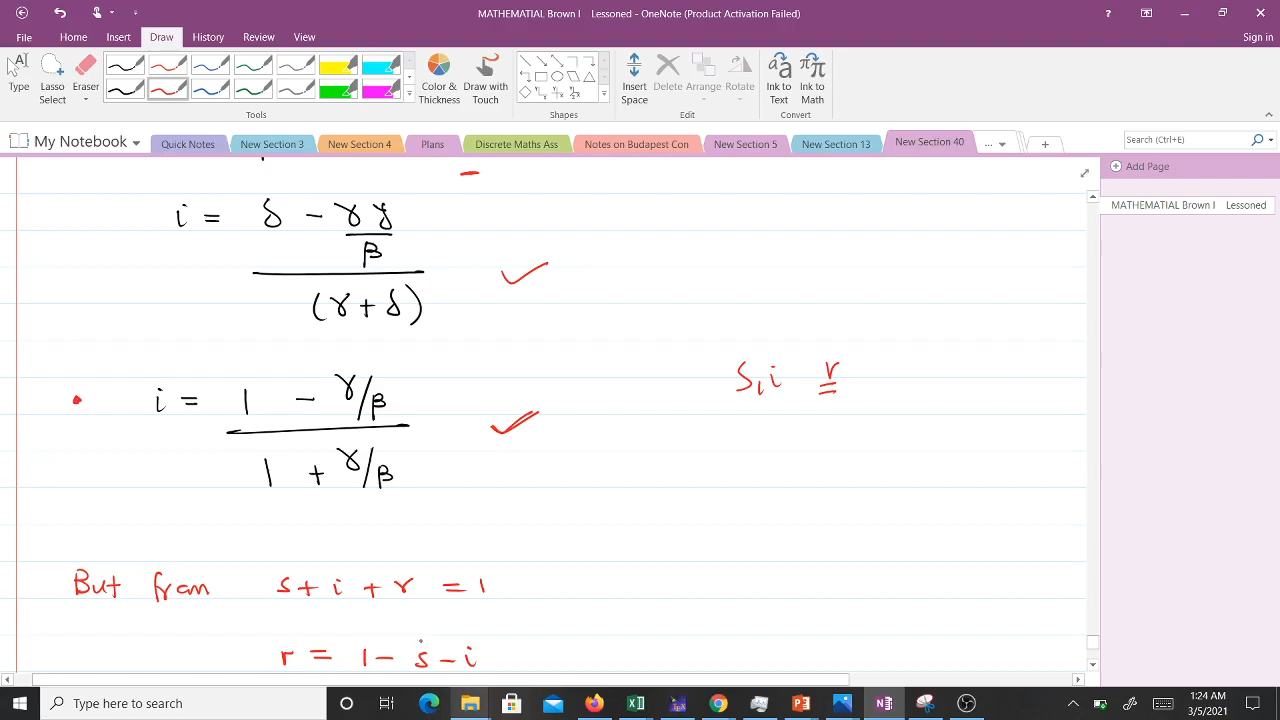 MATHEMATIAL Brown I    Lessoned - OneNote (Product Activation Failed)
File Home Insert Draw History Review View Sign in
Type Lasso Select Eraser Color & Thickness Draw with Touch Insert Space Delete Arrange Rotate Ink to Text Ink to Math
Tools Shapes Edit Convert
My Notebook Quick Notes New Section 3 New Section 4 Plans Discrete Maths Ass Notes on Budapest Con New Section 5 New Section 13 New Section 40 ... + Search (Ctrl+E)
Add Page
MATHEMATIAL Brown I    Lessoned
i = δ - γγ
β
(γ + δ)
s, i r
i = 1 - γ/β
1 + γ/β
But from s + i + r = 1
r = 1 - s - i
Type here to search
1:24 AM
3/5/2021